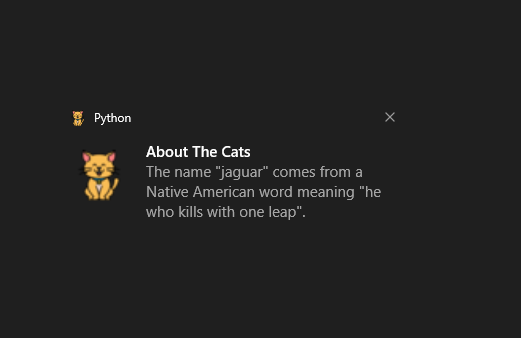 Python
About The Cats
The name "jaguar" comes from a
Native American word meaning "he
who kills with one leap".